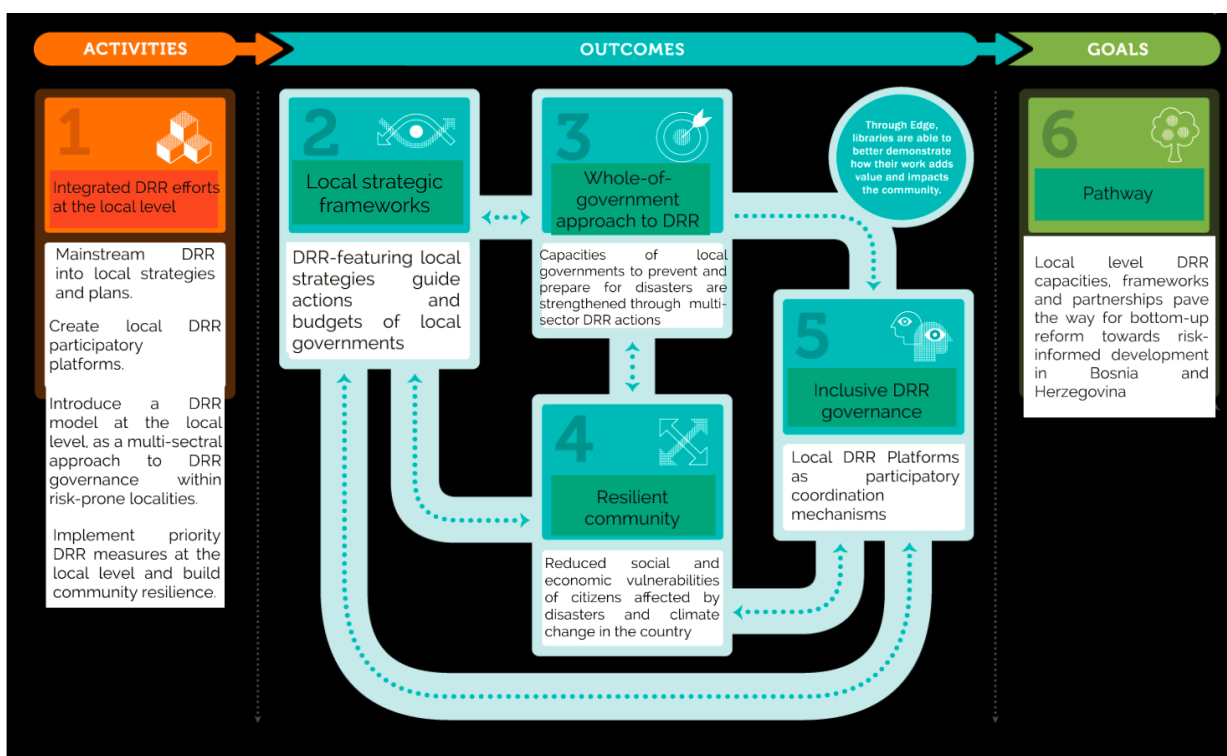 ACTIVITIES
OUTCOMES
GOALS
1
Integrated DRR efforts
at the local level
Mainstream DRR
into local strategies
and plans.
Create local DRR
participatory
platforms.
Introduce a DRR
model at the local
level, as a multi-sectral
approach to DRR
governance within
risk-prone localities.
Implement priority
DRR measures at the
local level and build
community resilience.
2
Local strategic
frameworks
DRR-featuring local
strategies guide
actions and
budgets of local
governments
3
Whole-of-
government
approach to DRR
Capacities of local
governments to prevent and
prepare for disasters are
strengthened through multi-
sector DRR actions
4
Resilient
community
Reduced social and
economic vulnerabilities
of citizens affected by
disasters and climate
change in the country
Through Edge,
libraries are able to
better demonstrate
how their work adds
value and impacts
the community.
5
Inclusive DRR
governance
Local DRR Platforms
as participatory
coordination
mechanisms
6
Pathway
Local level DRR
capacities, frameworks
and partnerships pave
the way for bottom-up
reform towards risk-
informed development
in Bosnia and
Herzegovina